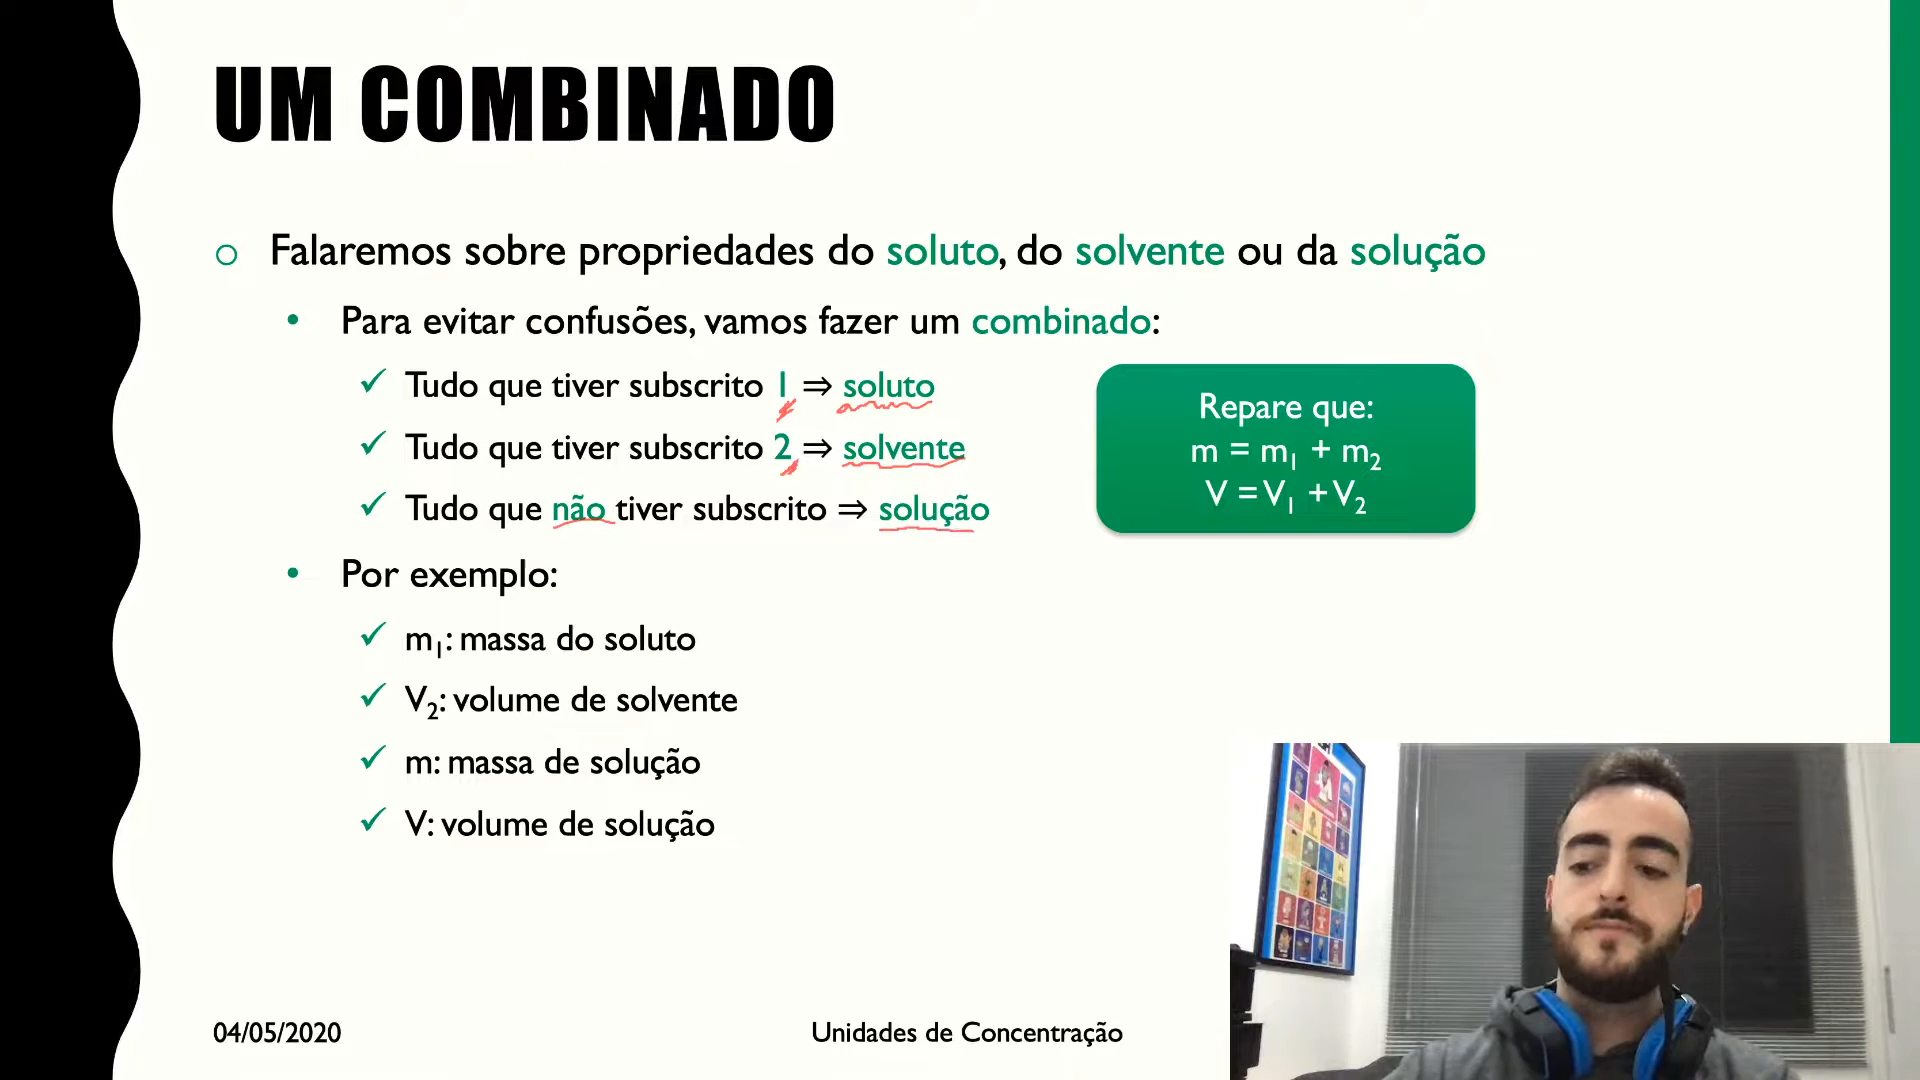 UM COMBINADO
Falaremos sobre propriedades do soluto, do solvente ou da solução
Para evitar confusões, vamos fazer um combinado:
Tudo que tiver subscrito 1 ⇒ soluto
Tudo que tiver subscrito 2 ⇒ solvente
Tudo que não tiver subscrito ⇒ solução
Repare que:
m = m₁ + m₂
V = V₁ + V₂
Por exemplo:
m₁: massa do soluto
V₂: volume de solvente
m: massa de solução
V: volume de solução
04/05/2020
Unidades de Concentração